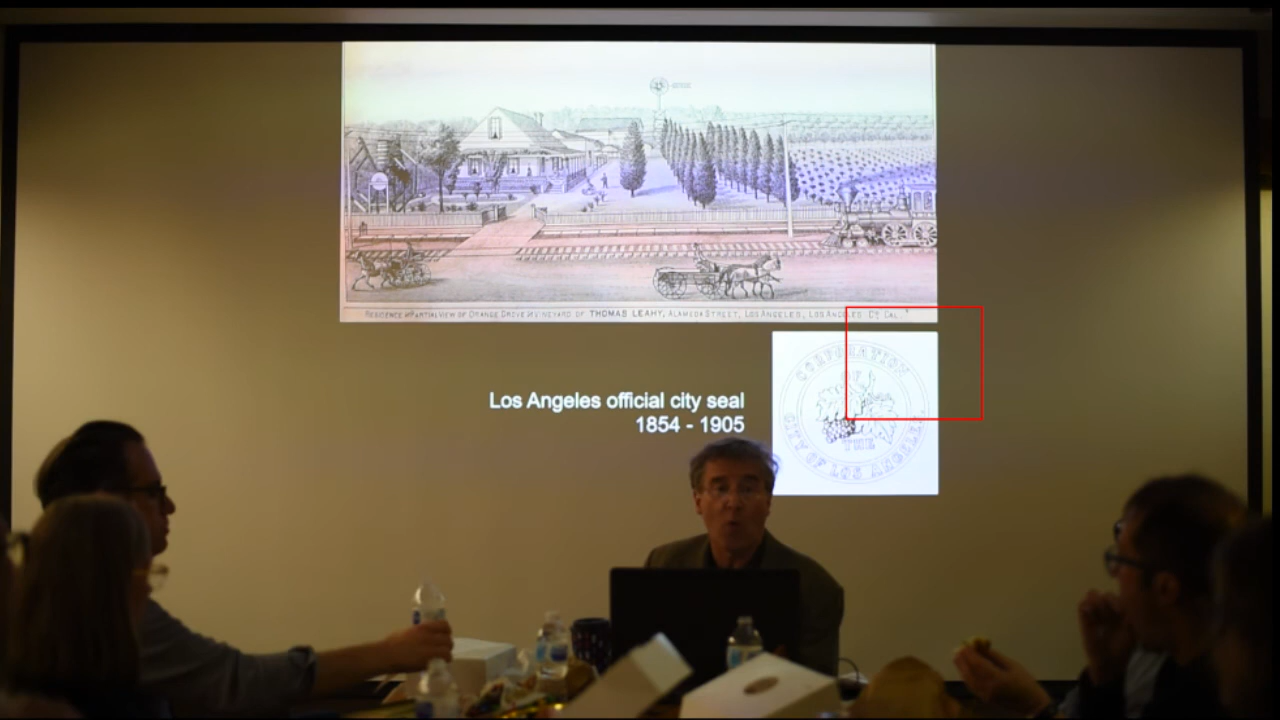 RESIDENCE & PARTIAL VIEW OF ORANGE GROVE & VINEYARD OF THOMAS LEAHY, ALAMEDA STREET, LOS ANGELES, LOS ANGELES CO. CAL.
Los Angeles official city seal
1854 - 1905
CORPORATION
OF
THE
CITY OF LOS ANGELES